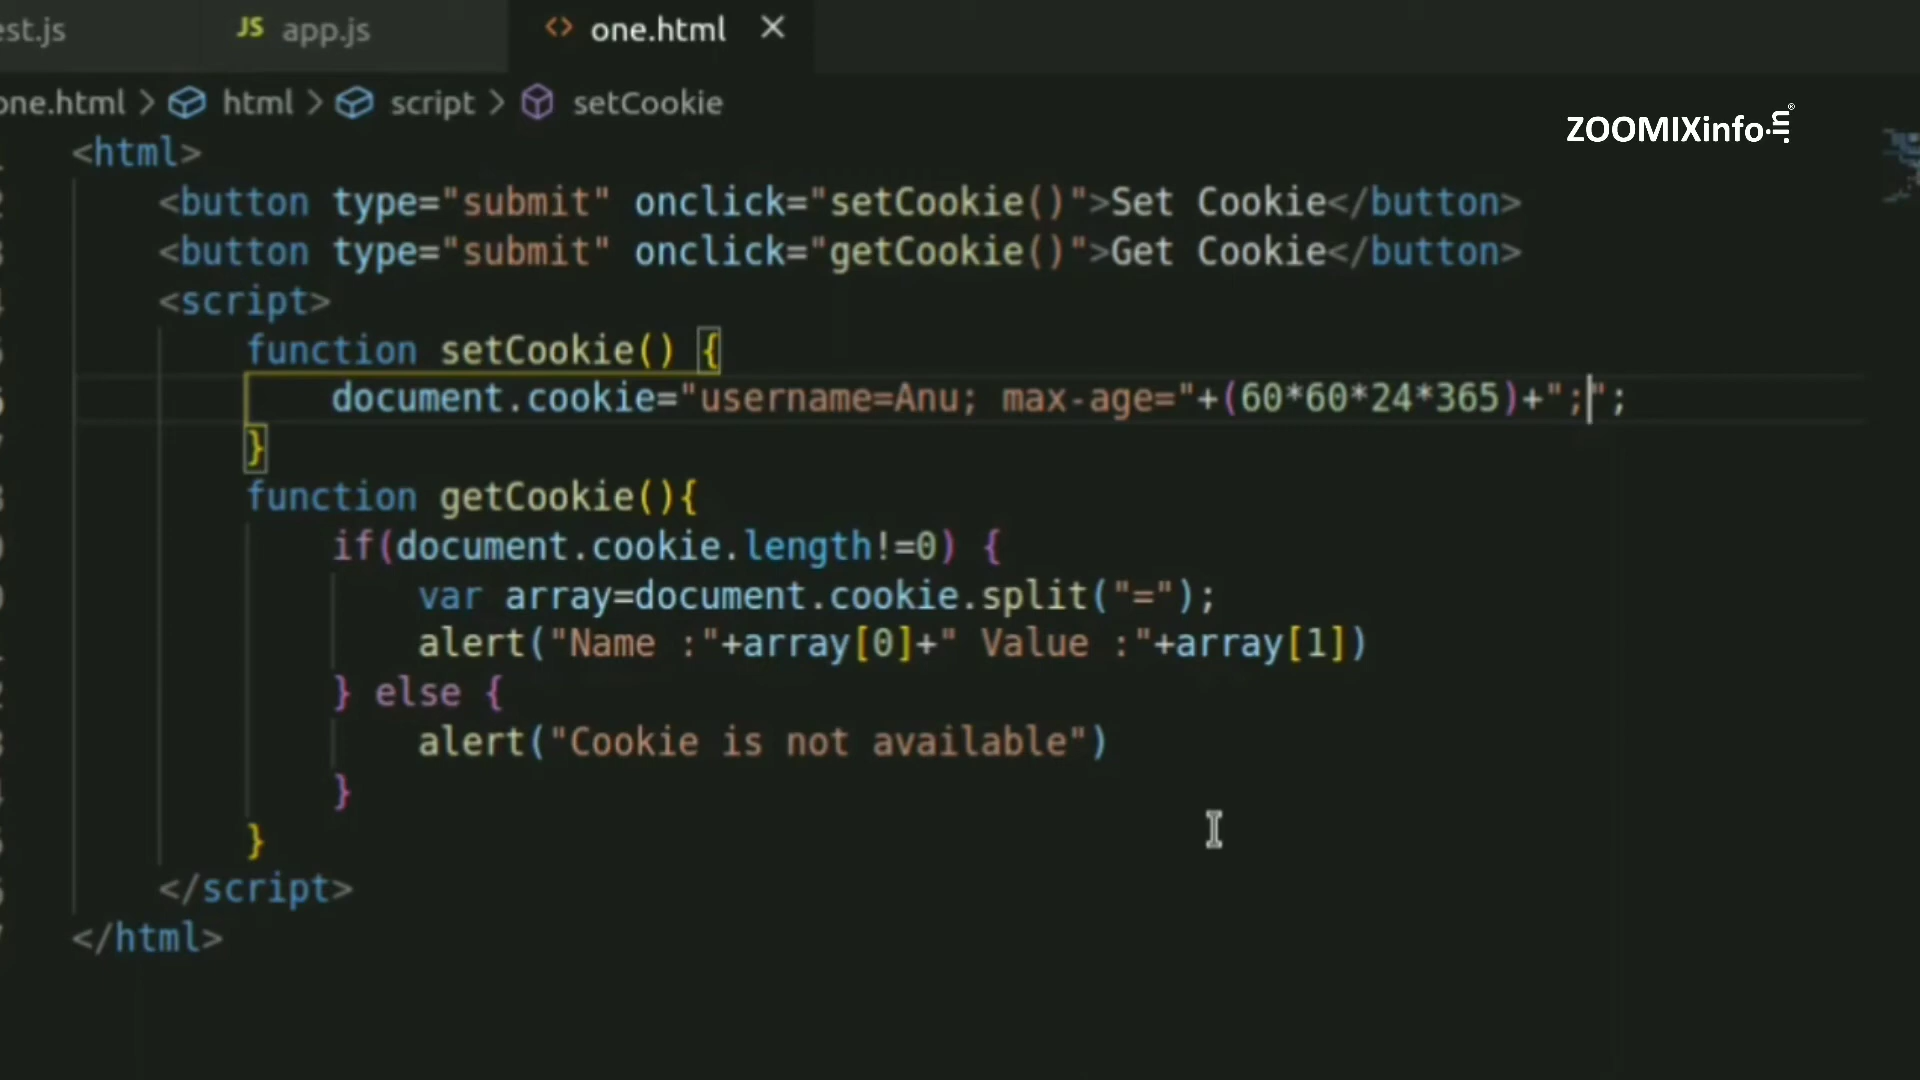 est.js JS app.js <> one.html ×
one.html > html > script > setCookie
ZOOMIXinfo.in®
<html>
<button type="submit" onclick="setCookie()">Set Cookie</button>
<button type="submit" onclick="getCookie()">Get Cookie</button>
<script>
function setCookie() {
document.cookie="username=Anu; max-age="+(60*60*24*365)+";";
}
function getCookie(){
if(document.cookie.length!=0) {
var array=document.cookie.split("=");
alert("Name :"+array[0]+" Value :"+array[1])
} else {
alert("Cookie is not available")
}
}
</script>
</html>